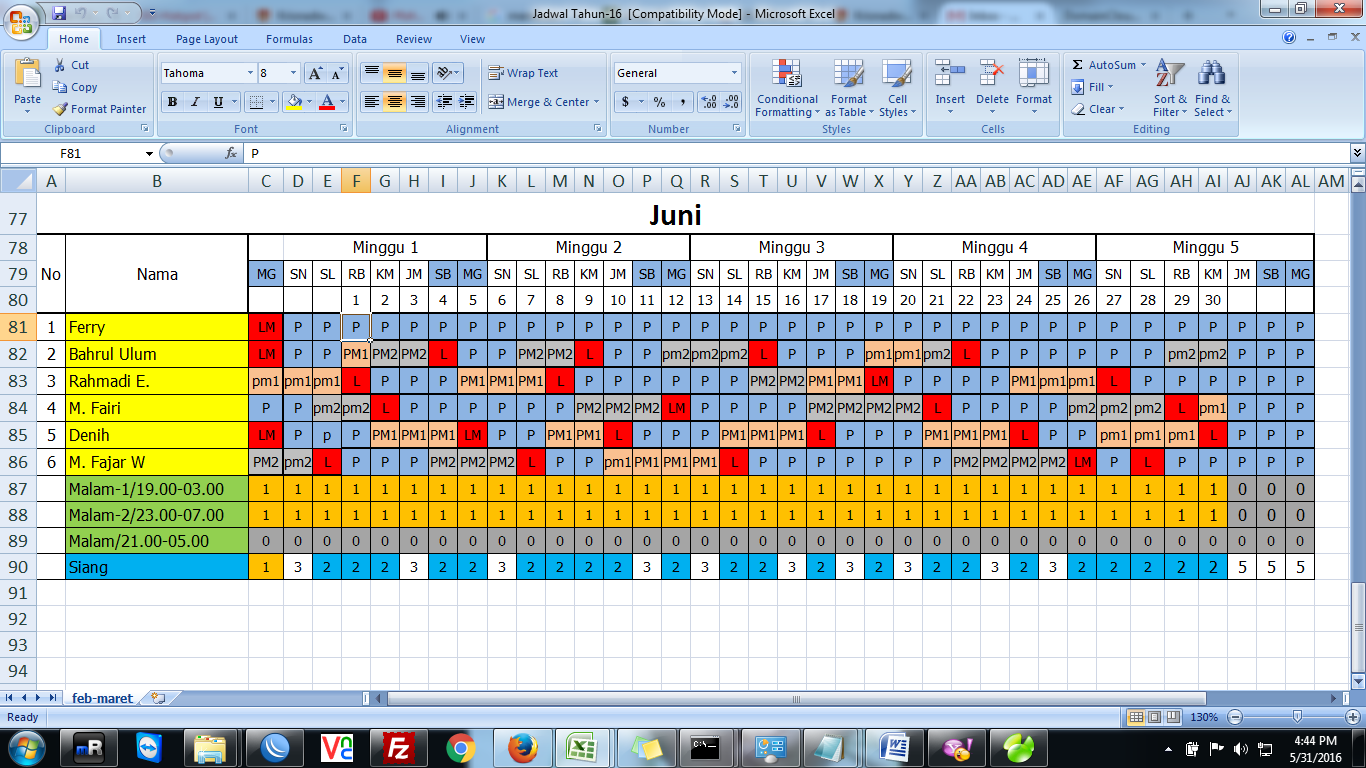 Jadwal Tahun-16 [Compatibility Mode] - Microsoft Excel
Home Insert Page Layout Formulas Data Review View
Paste Cut Copy Format Painter Clipboard
Tahoma 8 A A B I U A Font
Wrap Text Merge & Center Alignment
General $ % , .0 .00 .00 .0 Number
Conditional Formatting Format as Table Cell Styles Styles
Insert Delete Format Cells
AutoSum Fill Clear Sort & Filter Find & Select Editing
F81 fx P
A B C D E F G H I J K L M N O P Q R S T U V W X Y Z AA AB AC AD AE AF AG AH AI AJ AK AL AM
77 Juni
78 No Nama Minggu 1 Minggu 2 Minggu 3 Minggu 4 Minggu 5
79 MG SN SL RB KM JM SB MG SN SL RB KM JM SB MG SN SL RB KM JM SB MG SN SL RB KM JM SB MG SN SL RB KM JM SB MG
80 1 2 3 4 5 6 7 8 9 10 11 12 13 14 15 16 17 18 19 20 21 22 23 24 25 26 27 28 29 30
81 1 Ferry LM P P P P P P P P P P P P P P P P P P P P P P P P P P P P P P P P P P P
82 2 Bahrul Ulum LM P P PM1 PM2 PM2 L P P PM2 PM2 L P P pm2 pm2 pm2 L P P P pm1 pm1 pm2 L P P P P P P P pm2 pm2 P P P
83 3 Rahmadi E. pm1 pm1 pm1 L P P P PM1 PM1 PM1 L P P P P P P PM2 PM2 PM1 PM1 LM P P P P PM1 pm1 pm1 L P P P P P P
84 4 M. Fairi P P pm2 pm2 L P P P P P P PM2 PM2 PM2 LM P P P P PM2 PM2 PM2 PM2 L P P P P pm2 pm2 pm2 L pm1 P P P
85 5 Denih LM P p P PM1 PM1 PM1 LM P P PM1 PM1 L P P P PM1 PM1 PM1 L P P P PM1 PM1 PM1 L P P pm1 pm1 pm1 L P P P
86 6 M. Fajar W PM2 pm2 L P P P PM2 PM2 PM2 L P P pm1 PM1 PM1 PM1 L P P P P P P P PM2 PM2 PM2 PM2 LM P L P P P P P
87 Malam-1/19.00-03.00 1 1 1 1 1 1 1 1 1 1 1 1 1 1 1 1 1 1 1 1 1 1 1 1 1 1 1 1 1 1 1 1 1 0 0 0
88 Malam-2/23.00-07.00 1 1 1 1 1 1 1 1 1 1 1 1 1 1 1 1 1 1 1 1 1 1 1 1 1 1 1 1 1 1 1 1 1 0 0 0
89 Malam/21.00-05.00 0 0 0 0 0 0 0 0 0 0 0 0 0 0 0 0 0 0 0 0 0 0 0 0 0 0 0 0 0 0 0 0 0 0 0 0
90 Siang 1 3 2 2 2 3 2 2 3 2 2 2 2 3 2 3 2 2 3 2 3 2 3 2 2 3 2 3 2 2 2 2 2 5 5 5
91
92
93
94
feb-maret
Ready 130%
mR VNC Fz C:\
4:44 PM
5/31/2016